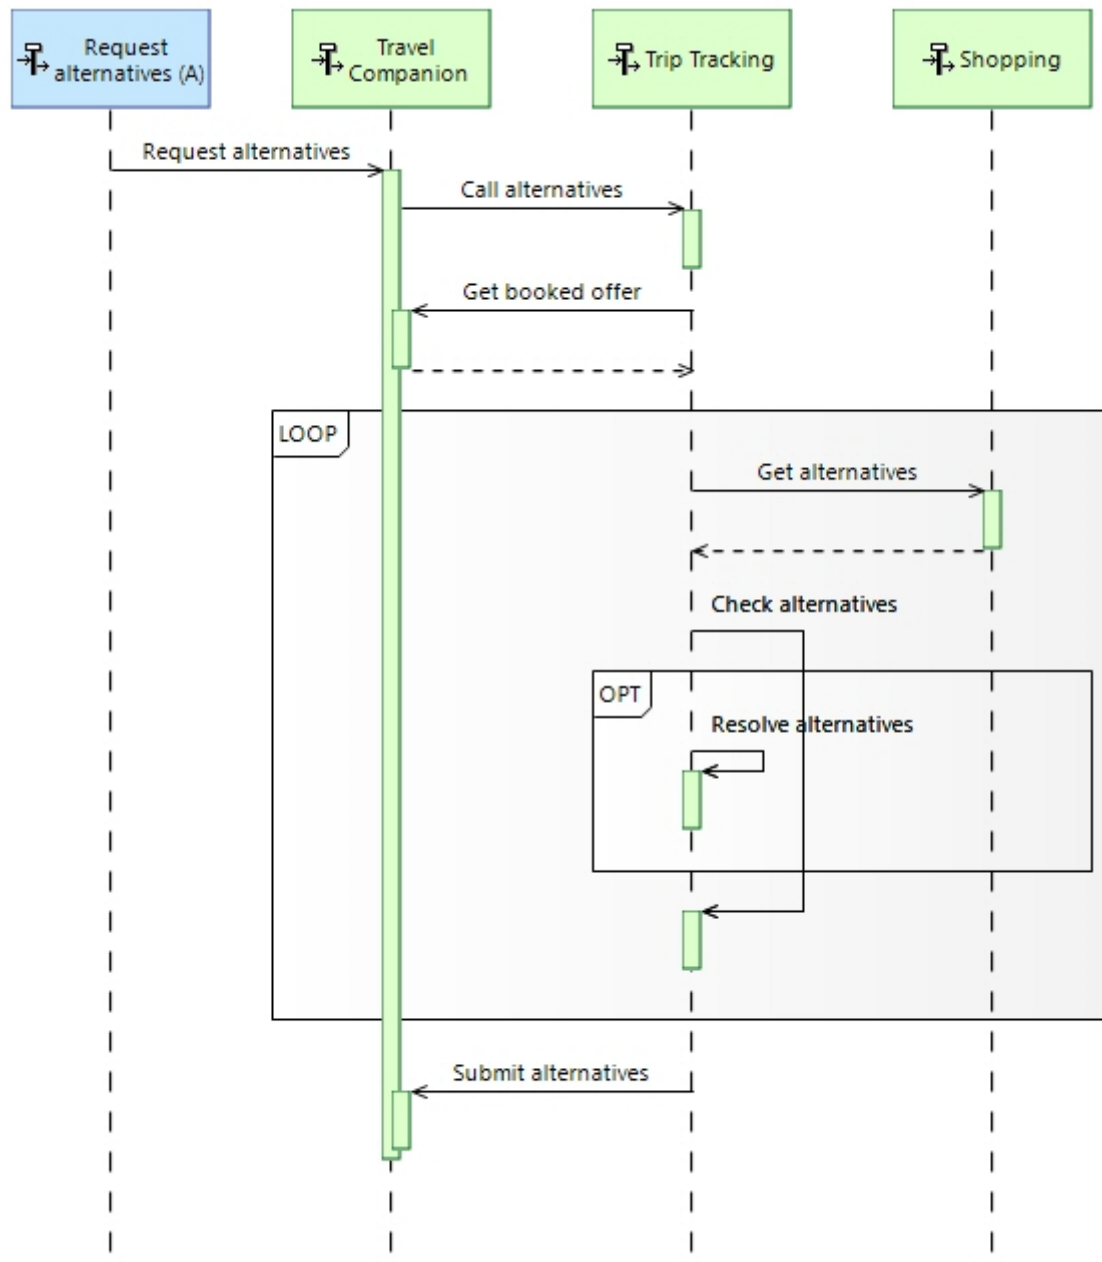 Request
alternatives (A)
Travel
Companion
Trip Tracking
Shopping
Request alternatives
Call alternatives
Get booked offer
LOOP
Get alternatives
Check alternatives
OPT
Resolve alternatives
Submit alternatives